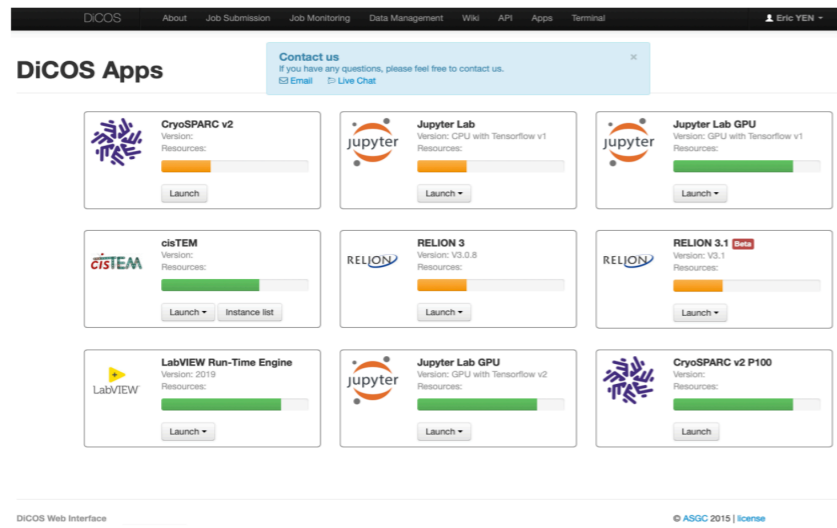 DiCOS About Job Submission Job Monitoring Data Management Wiki API Apps Terminal Eric YEN
DiCOS Apps
Contact us
If you have any questions, please feel free to contact us.
Email Live Chat
×
CryoSPARC v2
Version:
Resources:
Launch
jupyter
Jupyter Lab
Version: CPU with Tensorflow v1
Resources:
Launch
jupyter
Jupyter Lab GPU
Version: GPU with Tensorflow v1
Resources:
Launch
cisTEM
cisTEM
Version:
Resources:
Launch Instance list
RELION
RELION 3
Version: V3.0.8
Resources:
Launch
RELION
RELION 3.1 Beta
Version: V3.1
Resources:
Launch
LabVIEW
LabVIEW Run-Time Engine
Version: 2019
Resources:
Launch
jupyter
Jupyter Lab GPU
Version: GPU with Tensorflow v2
Resources:
Launch
CryoSPARC v2 P100
Version:
Resources:
Launch
DiCOS Web Interface
© ASGC 2015 | license